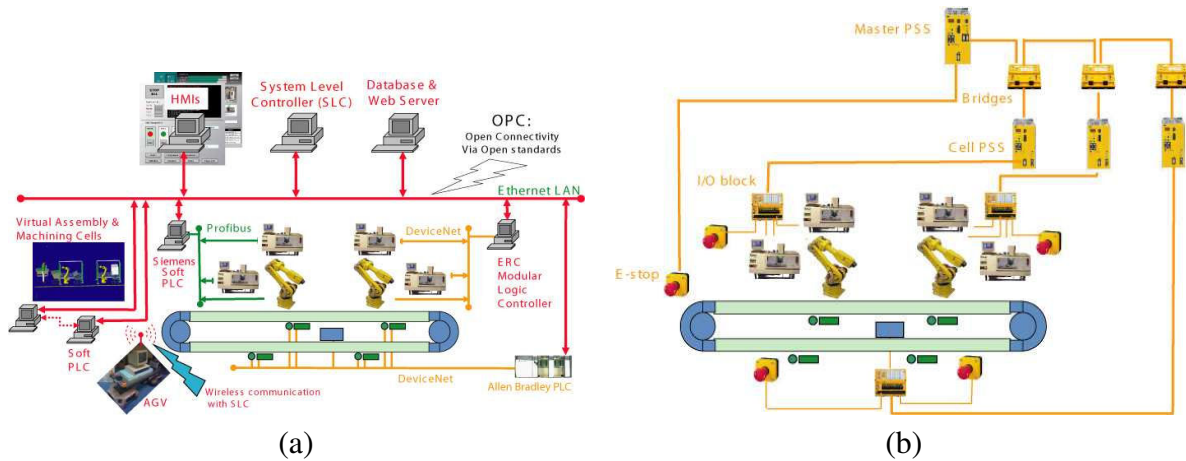 HMIs
System Level
Controller (SLC)
Database &
Web Server
OPC:
Open Connectivity
Via Open standards
Ethernet LAN
Virtual Assembly &
Machining Cells
Profibus
DeviceNet
Siemens
Soft
PLC
ERC
Modular
Logic
Controller
Soft
PLC
AGV
Wireless communication
with SLC
DeviceNet
Allen Bradley PLC
(a)
Master PSS
Bridges
Cell PSS
I/O block
E-stop
(b)